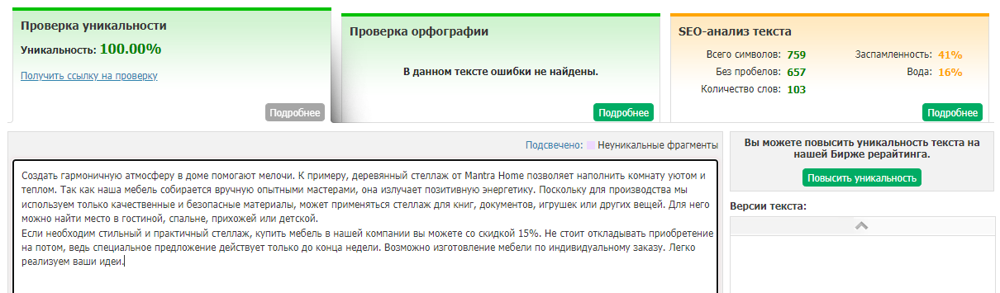 Проверка уникальности
Уникальность: 100.00%
Получить ссылку на проверку
Подробнее
Проверка орфографии
В данном тексте ошибки не найдены.
Подробнее
SEO-анализ текста
Всего символов: 759 Заспамленность: 41%
Без пробелов: 657 Вода: 16%
Количество слов: 103
Подробнее
Подсвечено: Неуникальные фрагменты
Создать гармоничную атмосферу в доме помогают мелочи. К примеру, деревянный стеллаж от Mantra Home позволяет наполнить комнату уютом и
теплом. Так как наша мебель собирается вручную опытными мастерами, она излучает позитивную энергетику. Поскольку для производства мы
используем только качественные и безопасные материалы, может применяться стеллаж для книг, документов, игрушек или других вещей. Для него
можно найти место в гостиной, спальне, прихожей или детской.
Если необходим стильный и практичный стеллаж, купить мебель в нашей компании вы можете со скидкой 15%. Не стоит откладывать приобретение
на потом, ведь специальное предложение действует только до конца недели. Возможно изготовление мебели по индивидуальному заказу. Легко
реализуем ваши идеи.
Вы можете повысить уникальность текста на
нашей Бирже рерайтинга.
Повысить уникальность
Версии текста: